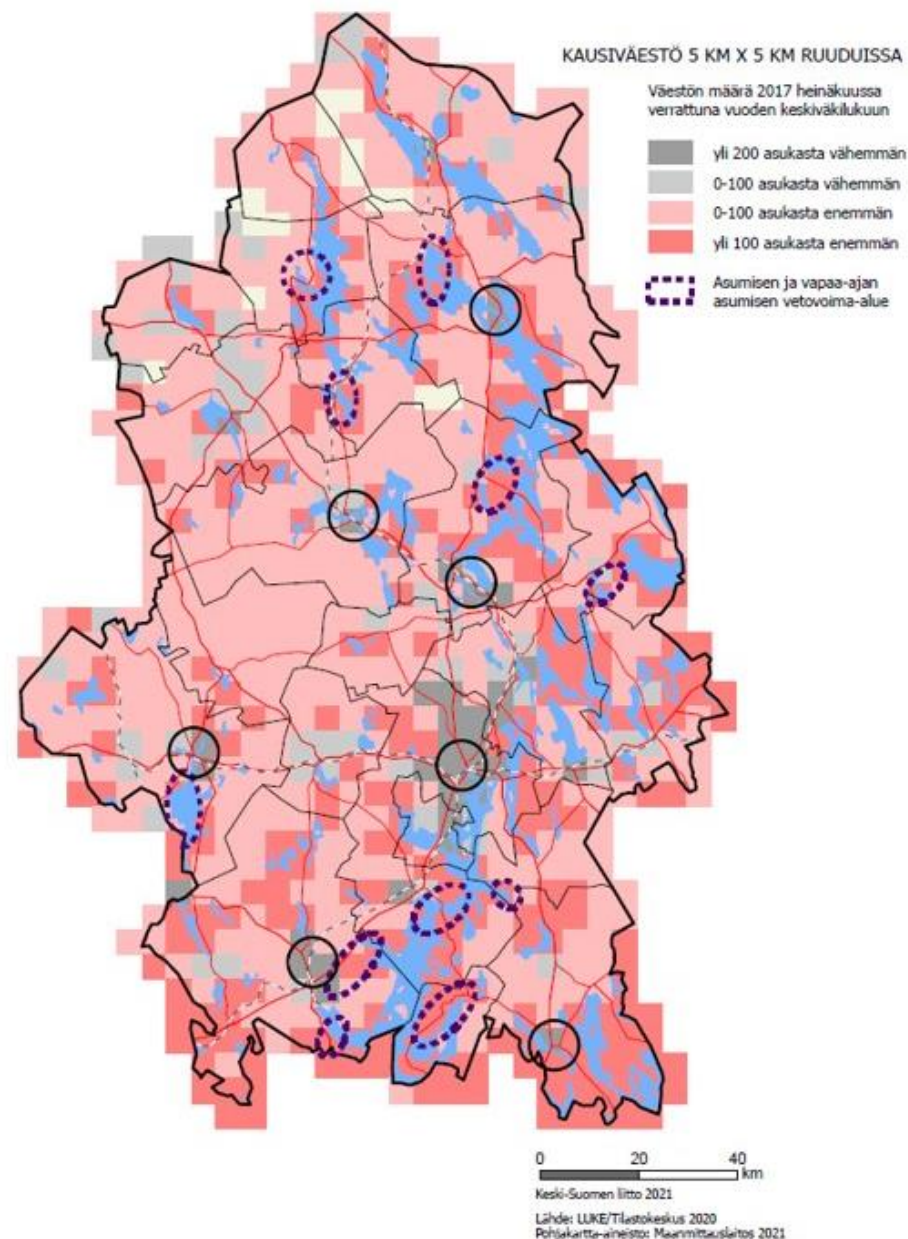 KAUSIVÄESTÖ 5 KM X 5 KM RUUDUISSA
Väestön määrä 2017 heinäkuussa
verrattuna vuoden keskiväkilukuun
yli 200 asukasta vähemmän
0-100 asukasta vähemmän
0-100 asukasta enemmän
yli 100 asukasta enemmän
Asumisen ja vapaa-ajan
asumisen vetovoima-alue
0 20 40
km
Keski-Suomen liitto 2021
Lähde: LUKE/Tilastokeskus 2020
Pohjakartta-aineisto: Maanmittauslaitos 2021